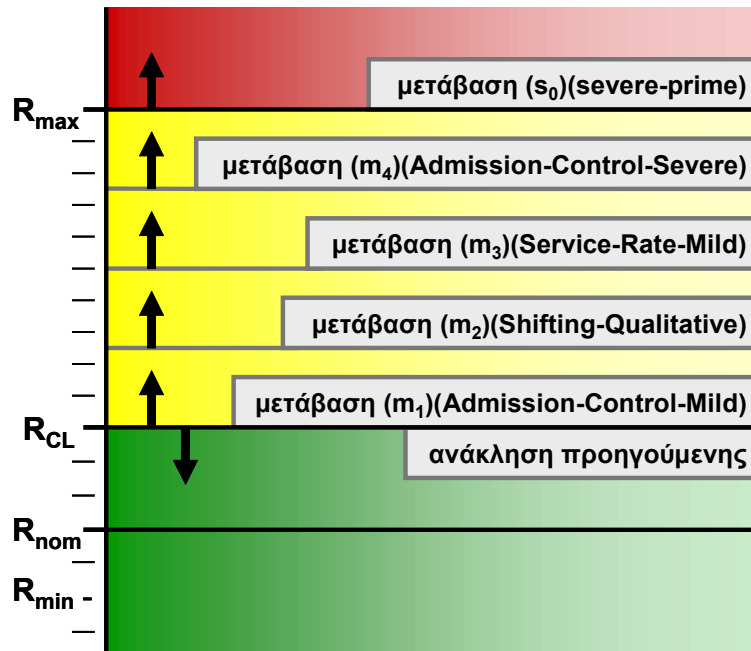 μετάβαση (s₀)(severe-prime)
Rmax
μετάβαση (m₄)(Admission-Control-Severe)
μετάβαση (m₃)(Service-Rate-Mild)
μετάβαση (m₂)(Shifting-Qualitative)
μετάβαση (m₁)(Admission-Control-Mild)
RCL
ανάκληση προηγούμενης
Rnom
Rmin